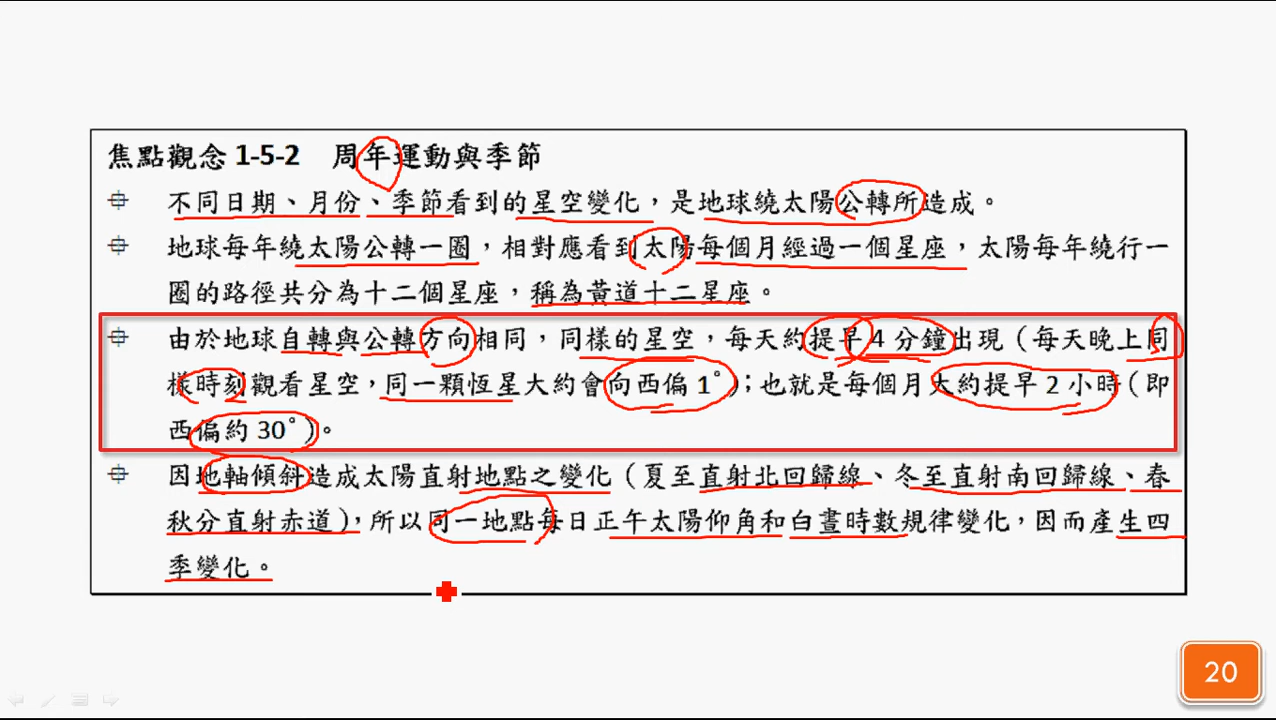 焦點觀念 1-5-2 周年運動與季節
不同日期、月份、季節看到的星空變化，是地球繞太陽公轉所造成。
地球每年繞太陽公轉一圈，相對應看到太陽每個月經過一個星座，太陽每年繞行一
圈的路徑共分為十二個星座，稱為黃道十二星座。
由於地球自轉與公轉方向相同，同樣的星空，每天約提早 4 分鐘出現（每天晚上同
樣時刻觀看星空，同一顆恆星大約會向西偏 1°）；也就是每個月大約提早 2 小時（即
西偏約 30°）。
因地軸傾斜造成太陽直射地點之變化（夏至直射北回歸線、冬至直射南回歸線、春
秋分直射赤道），所以同一地點每日正午太陽仰角和白晝時數規律變化，因而產生四
季變化。
20